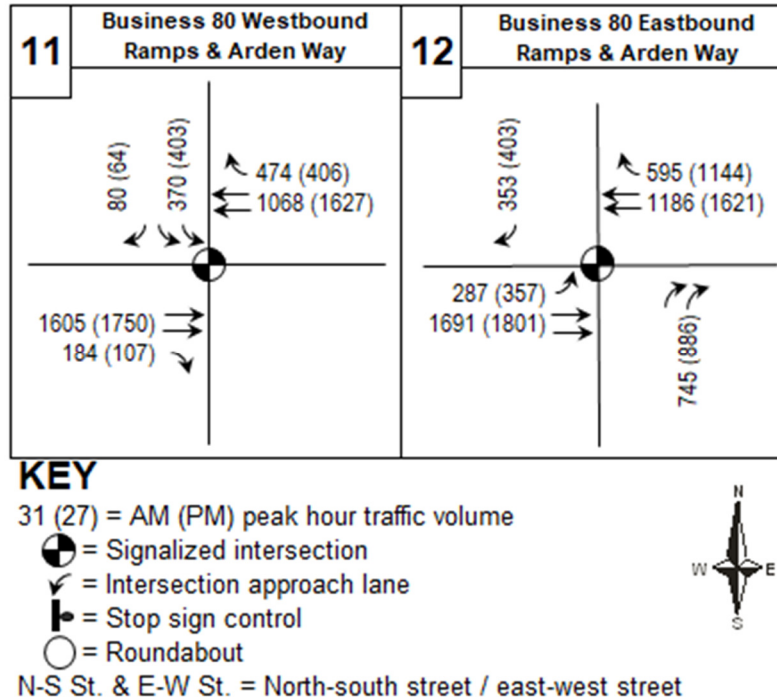 11
Business 80 Westbound
Ramps & Arden Way
80 (64)
370 (403)
474 (406)
1068 (1627)
1605 (1750)
184 (107)
12
Business 80 Eastbound
Ramps & Arden Way
353 (403)
595 (1144)
1186 (1621)
287 (357)
1691 (1801)
745 (886)
KEY
31 (27) = AM (PM) peak hour traffic volume
= Signalized intersection
= Intersection approach lane
= Stop sign control
= Roundabout
N-S St. & E-W St. = North-south street / east-west street
N
W E
S